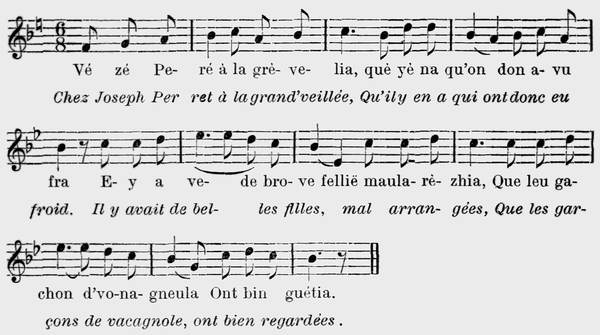 Vé zé Pe- ré à la grè- ve- lia, què yè na qu'on don a- vu
Chez Joseph Per ret à la grand'veillée, Qu'ily en a qui ont donc eu
fra E- y a ve- de bro- ve fellië maula- rè- zhia, Que leu ga-
froid. Il y avait de bel- les filles, mal arran- gées, Que les gar-
chon d'vo-na- gneula Ont bin guétia.
çons de vacagnole, ont bien regardées.